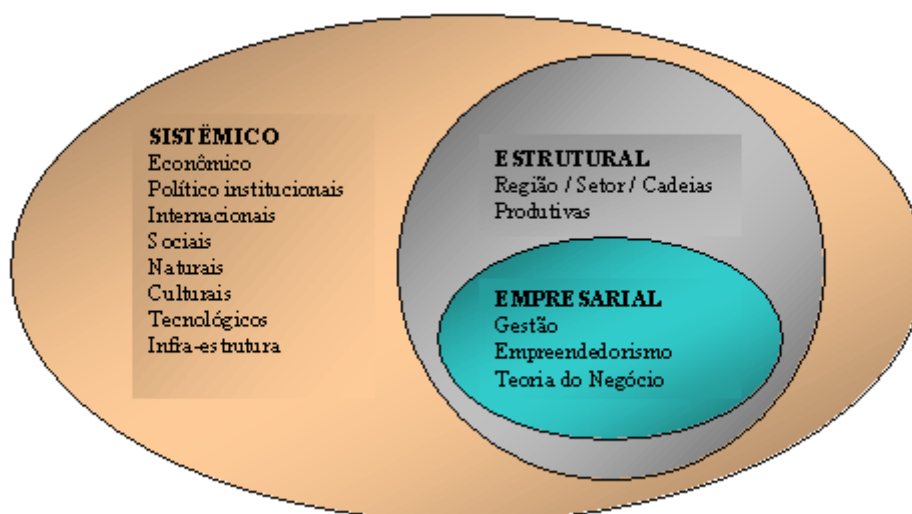 SISTÊMICO
Econômico
Político institucionais
Internacionais
Sociais
Naturais
Culturais
Tecnológicos
Infra-estrutura
ESTRUTURAL
Região / Setor / Cadeias
Produtivas
EMPRESARIAL
Gestão
Empreendedorismo
Teoria do Negócio